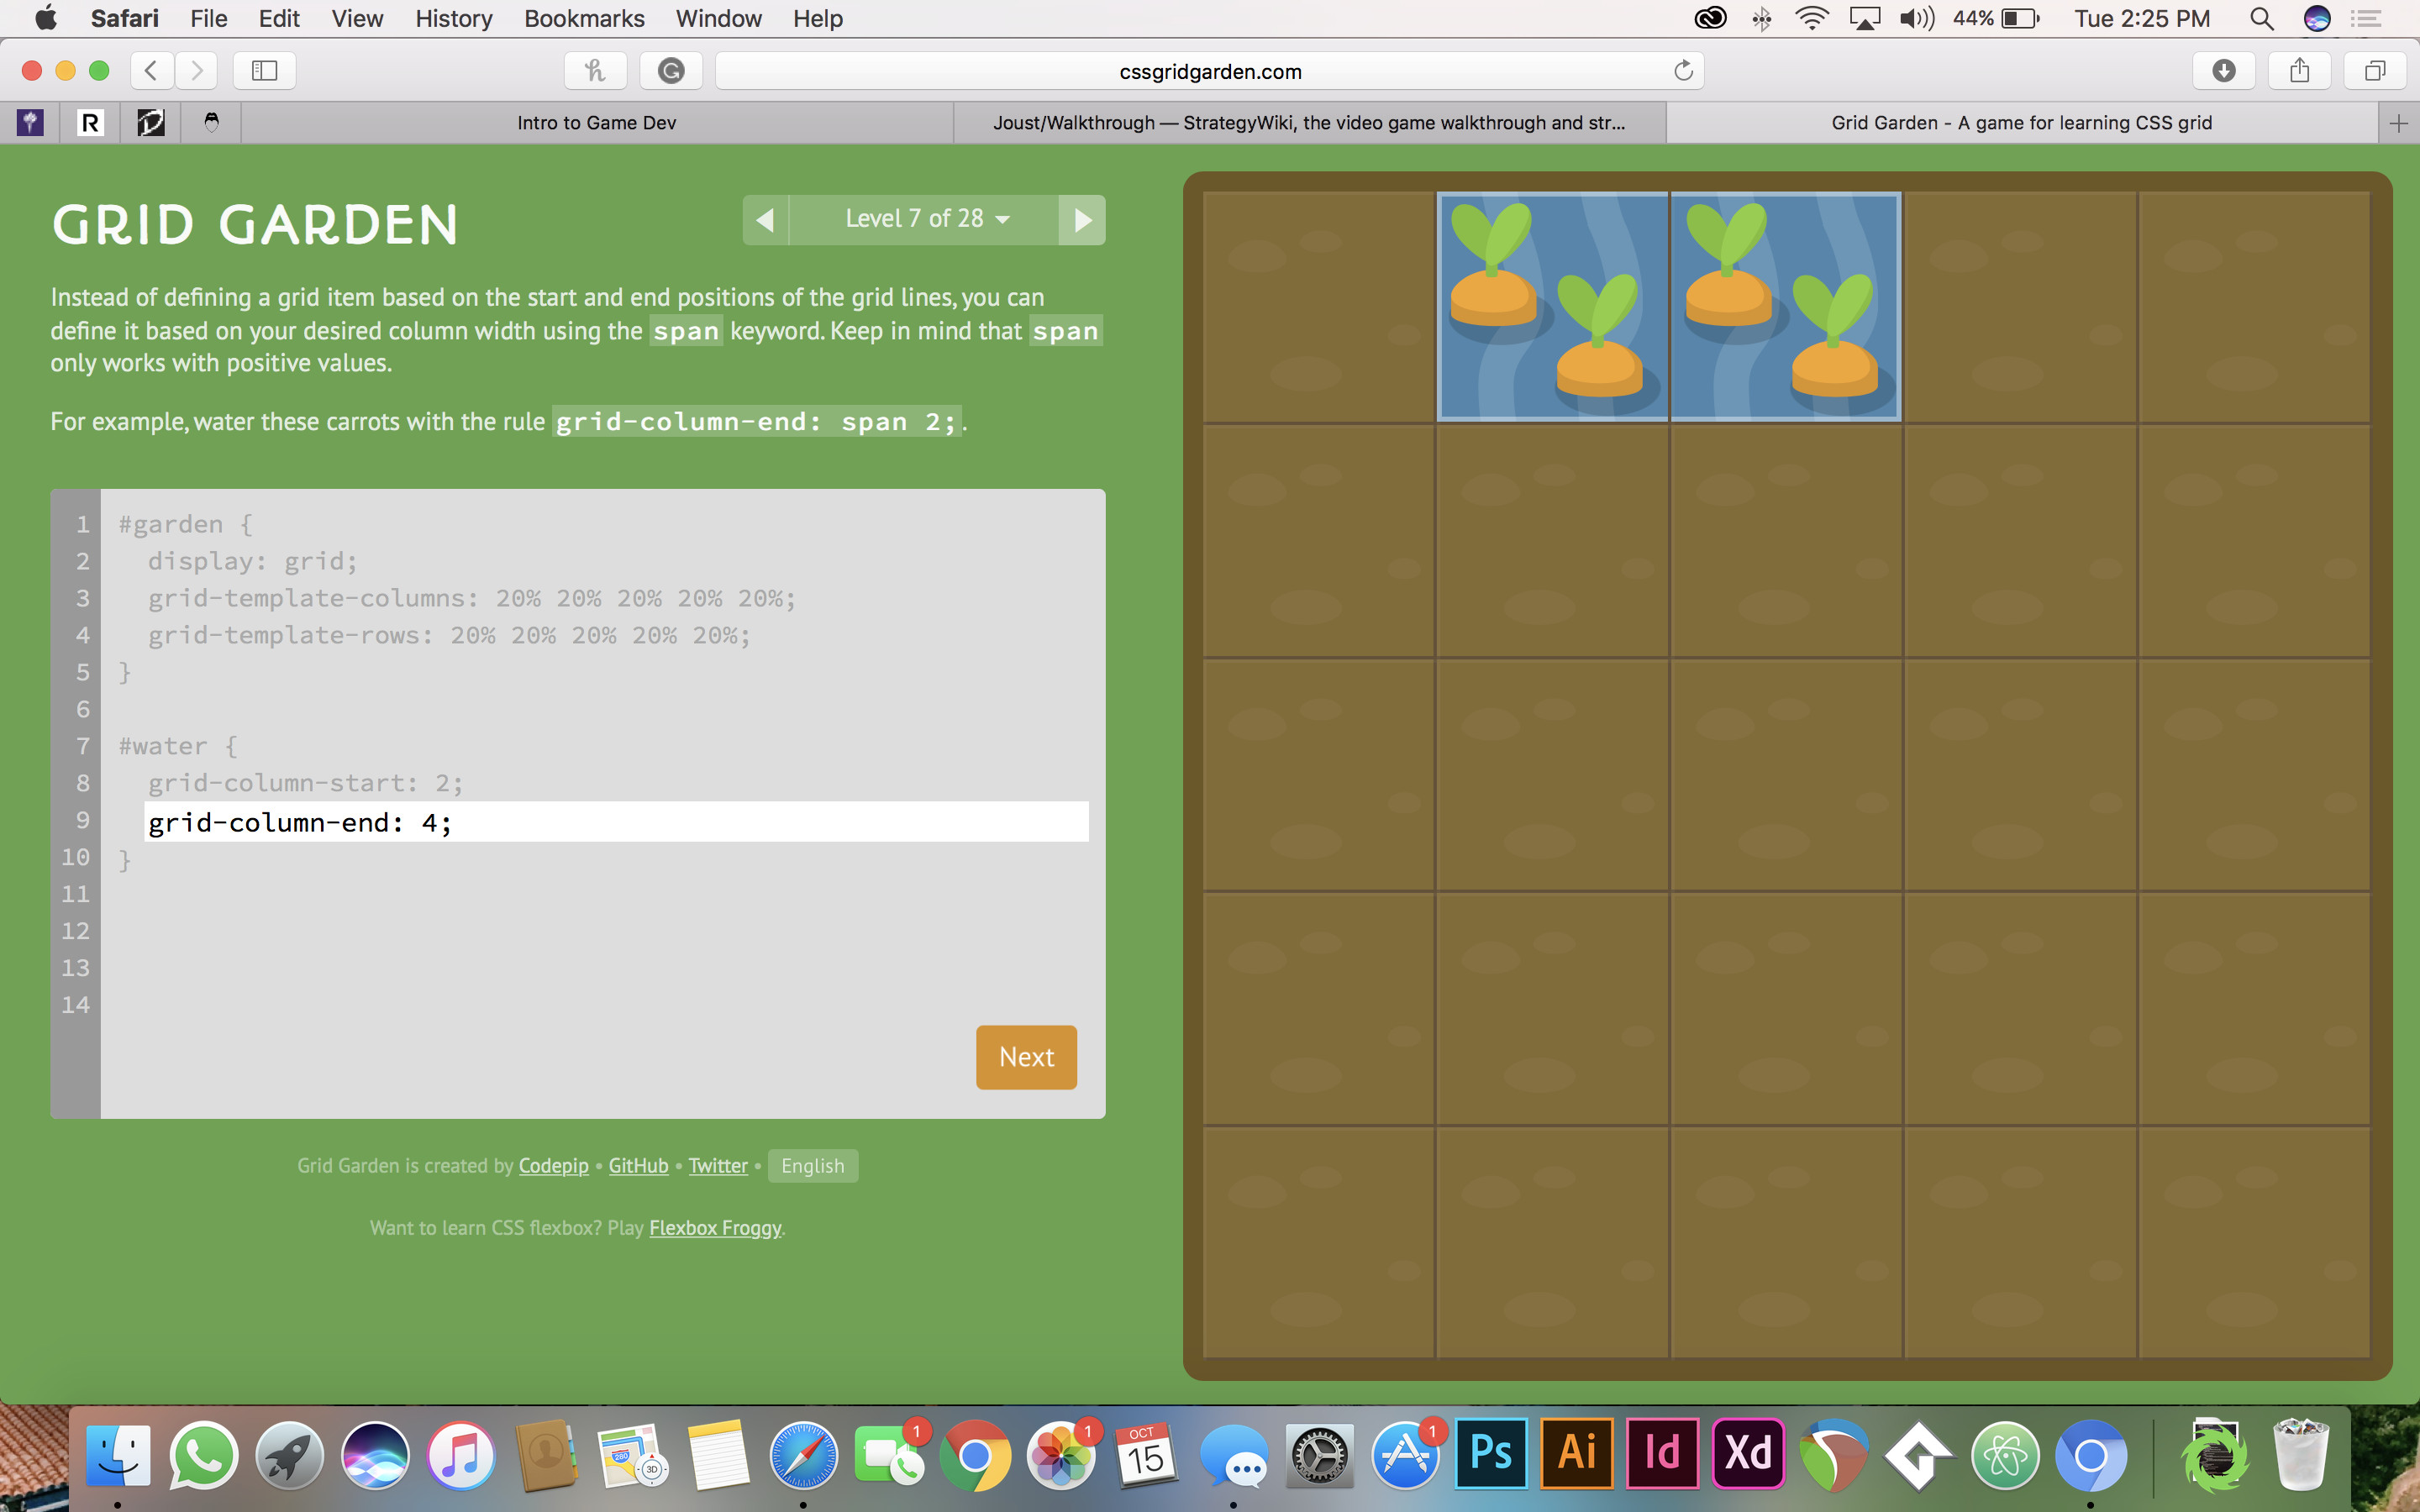 Safari File Edit View History Bookmarks Window Help 44% Tue 2:25 PM
cssgridgarden.com
R Intro to Game Dev Joust/Walkthrough — StrategyWiki, the video game walkthrough and str... Grid Garden - A game for learning CSS grid
GRID GARDEN
Level 7 of 28
Instead of defining a grid item based on the start and end positions of the grid lines, you can
define it based on your desired column width using the span keyword. Keep in mind that span
only works with positive values.
For example, water these carrots with the rule grid-column-end: span 2;.
1 #garden {
2 display: grid;
3 grid-template-columns: 20% 20% 20% 20% 20%;
4 grid-template-rows: 20% 20% 20% 20% 20%;
5 }
6
7 #water {
8 grid-column-start: 2;
9 grid-column-end: 4;
10 }
11
12
13
14
Next
Grid Garden is created by Codepip • GitHub • Twitter • English
Want to learn CSS flexbox? Play Flexbox Froggy.
280 3D 1 1 OCT 15 1 Ps Ai Id Xd